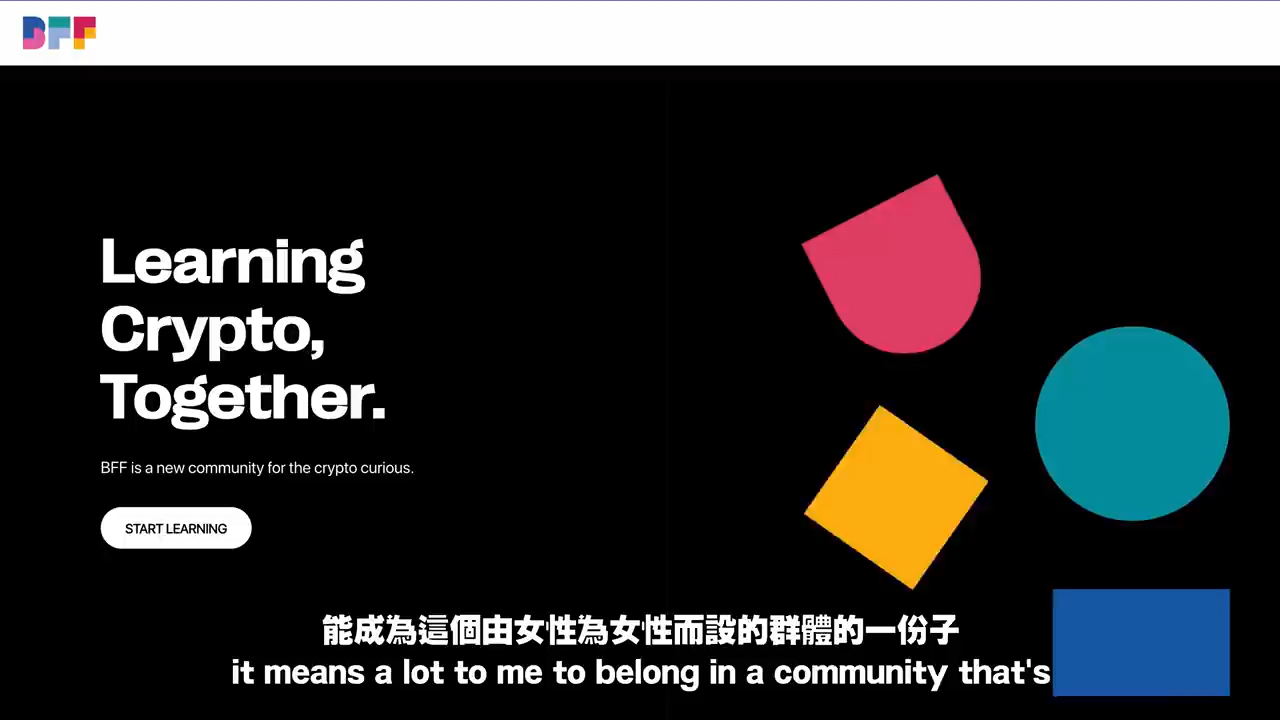 BFF
Learning
Crypto,
Together.
BFF is a new community for the crypto curious.
START LEARNING
能成為這個由女性為女性而設的群體的一份子
it means a lot to me to belong in a community that's